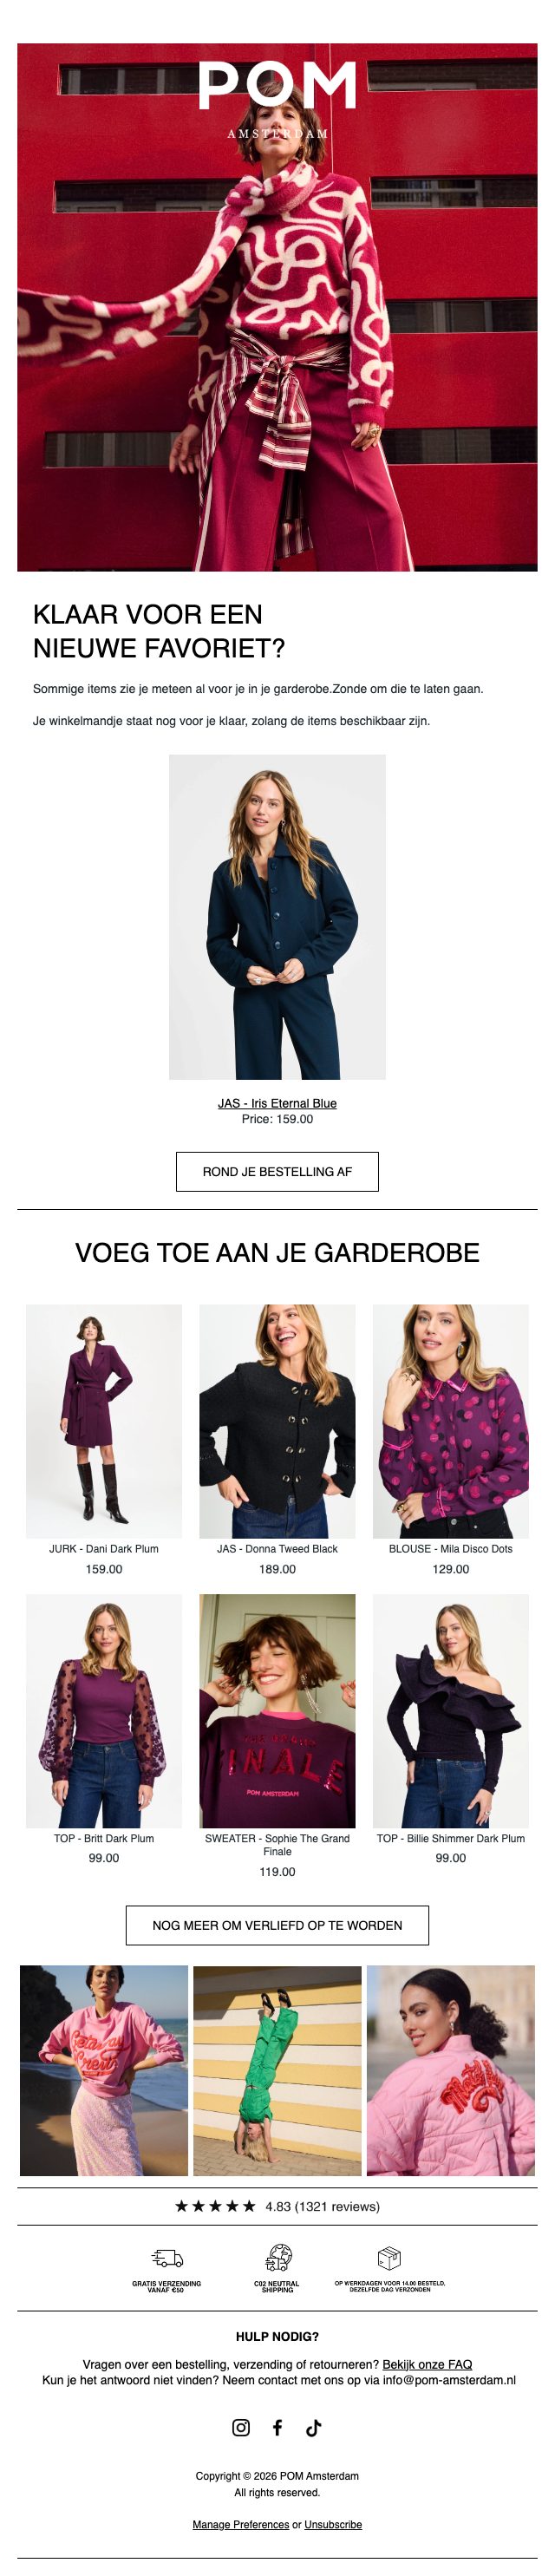 POM
AMSTERDAM
KLAAR VOOR EEN
NIEUWE FAVORIET?
Sommige items zie je meteen al voor je in je garderobe.Zonde om die te laten gaan.
Je winkelmandje staat nog voor je klaar, zolang de items beschikbaar zijn.
JAS - Iris Eternal Blue
Price: 159.00
ROND JE BESTELLING AF
VOEG TOE AAN JE GARDEROBE
JURK - Dani Dark Plum
159.00
JAS - Donna Tweed Black
189.00
BLOUSE - Mila Disco Dots
129.00
INALE
POM AMSTERDAM
TOP - Britt Dark Plum
99.00
SWEATER - Sophie The Grand
Finale
119.00
TOP - Billie Shimmer Dark Plum
99.00
NOG MEER OM VERLIEFD OP TE WORDEN
4.83 (1321 reviews)
GRATIS VERZENDING
VANAF €50
C02 NEUTRAL
SHIPPING
OP WERKDAGEN VOOR 14.00 BESTELD,
DEZELFDE DAG VERZONDEN
HULP NODIG?
Vragen over een bestelling, verzending of retourneren? Bekijk onze FAQ
Kun je het antwoord niet vinden? Neem contact met ons op via info@pom-amsterdam.nl
Copyright © 2026 POM Amsterdam
All rights reserved.
Manage Preferences or Unsubscribe